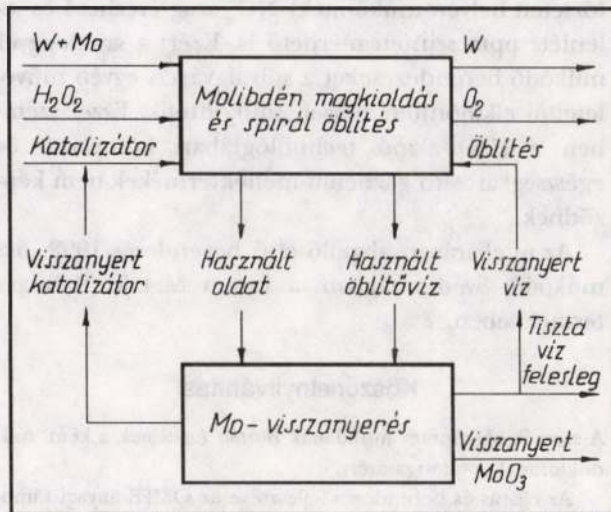 W+Mo
H₂O₂
Katalizátor
Molibdén magkioldás
és spirál öblítés
W
O₂
Öblítés
Visszanyert
katalizátor
Használt
oldat
Használt
öblítővíz
Visszanyert
víz
Tiszta
víz
felesleg
Mo-visszanyerés
Visszanyert
MoO₃